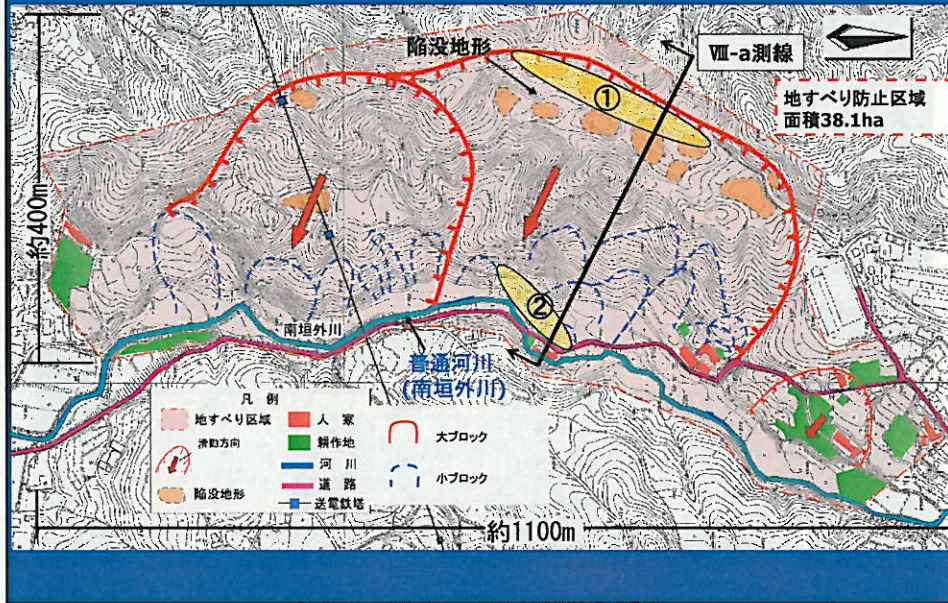 陥没地形
Ⅷ-a測線
①
地すべり防止区域
面積38.1ha
約400m
②
南垣外川
普通河川
(南垣外川)
凡 例
地すべり区域
人 家
大ブロック
滑動方向
耕作地
河 川
小ブロック
道 路
陥没地形
送電鉄塔
約1100m